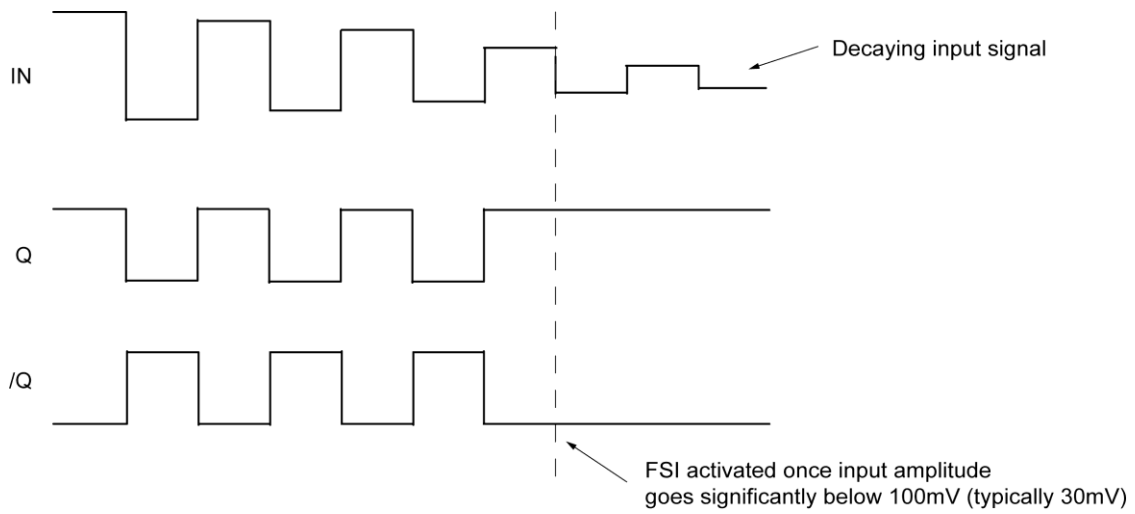 IN
Decaying input signal
Q
/Q
FSI activated once input amplitude
goes significantly below 100mV (typically 30mV)